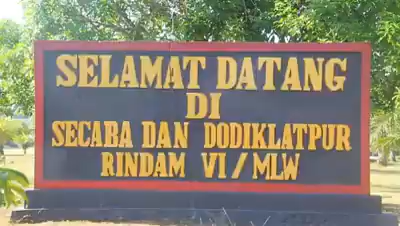 SELAMAT DATANG
DI
SECABA DAN DODIKLATPUR
RINDAM VI/MLW